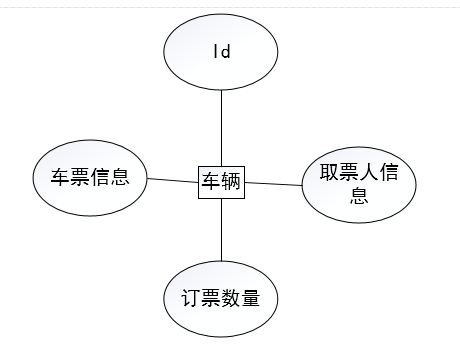 Id
车票信息
车辆
取票人信
息
订票数量